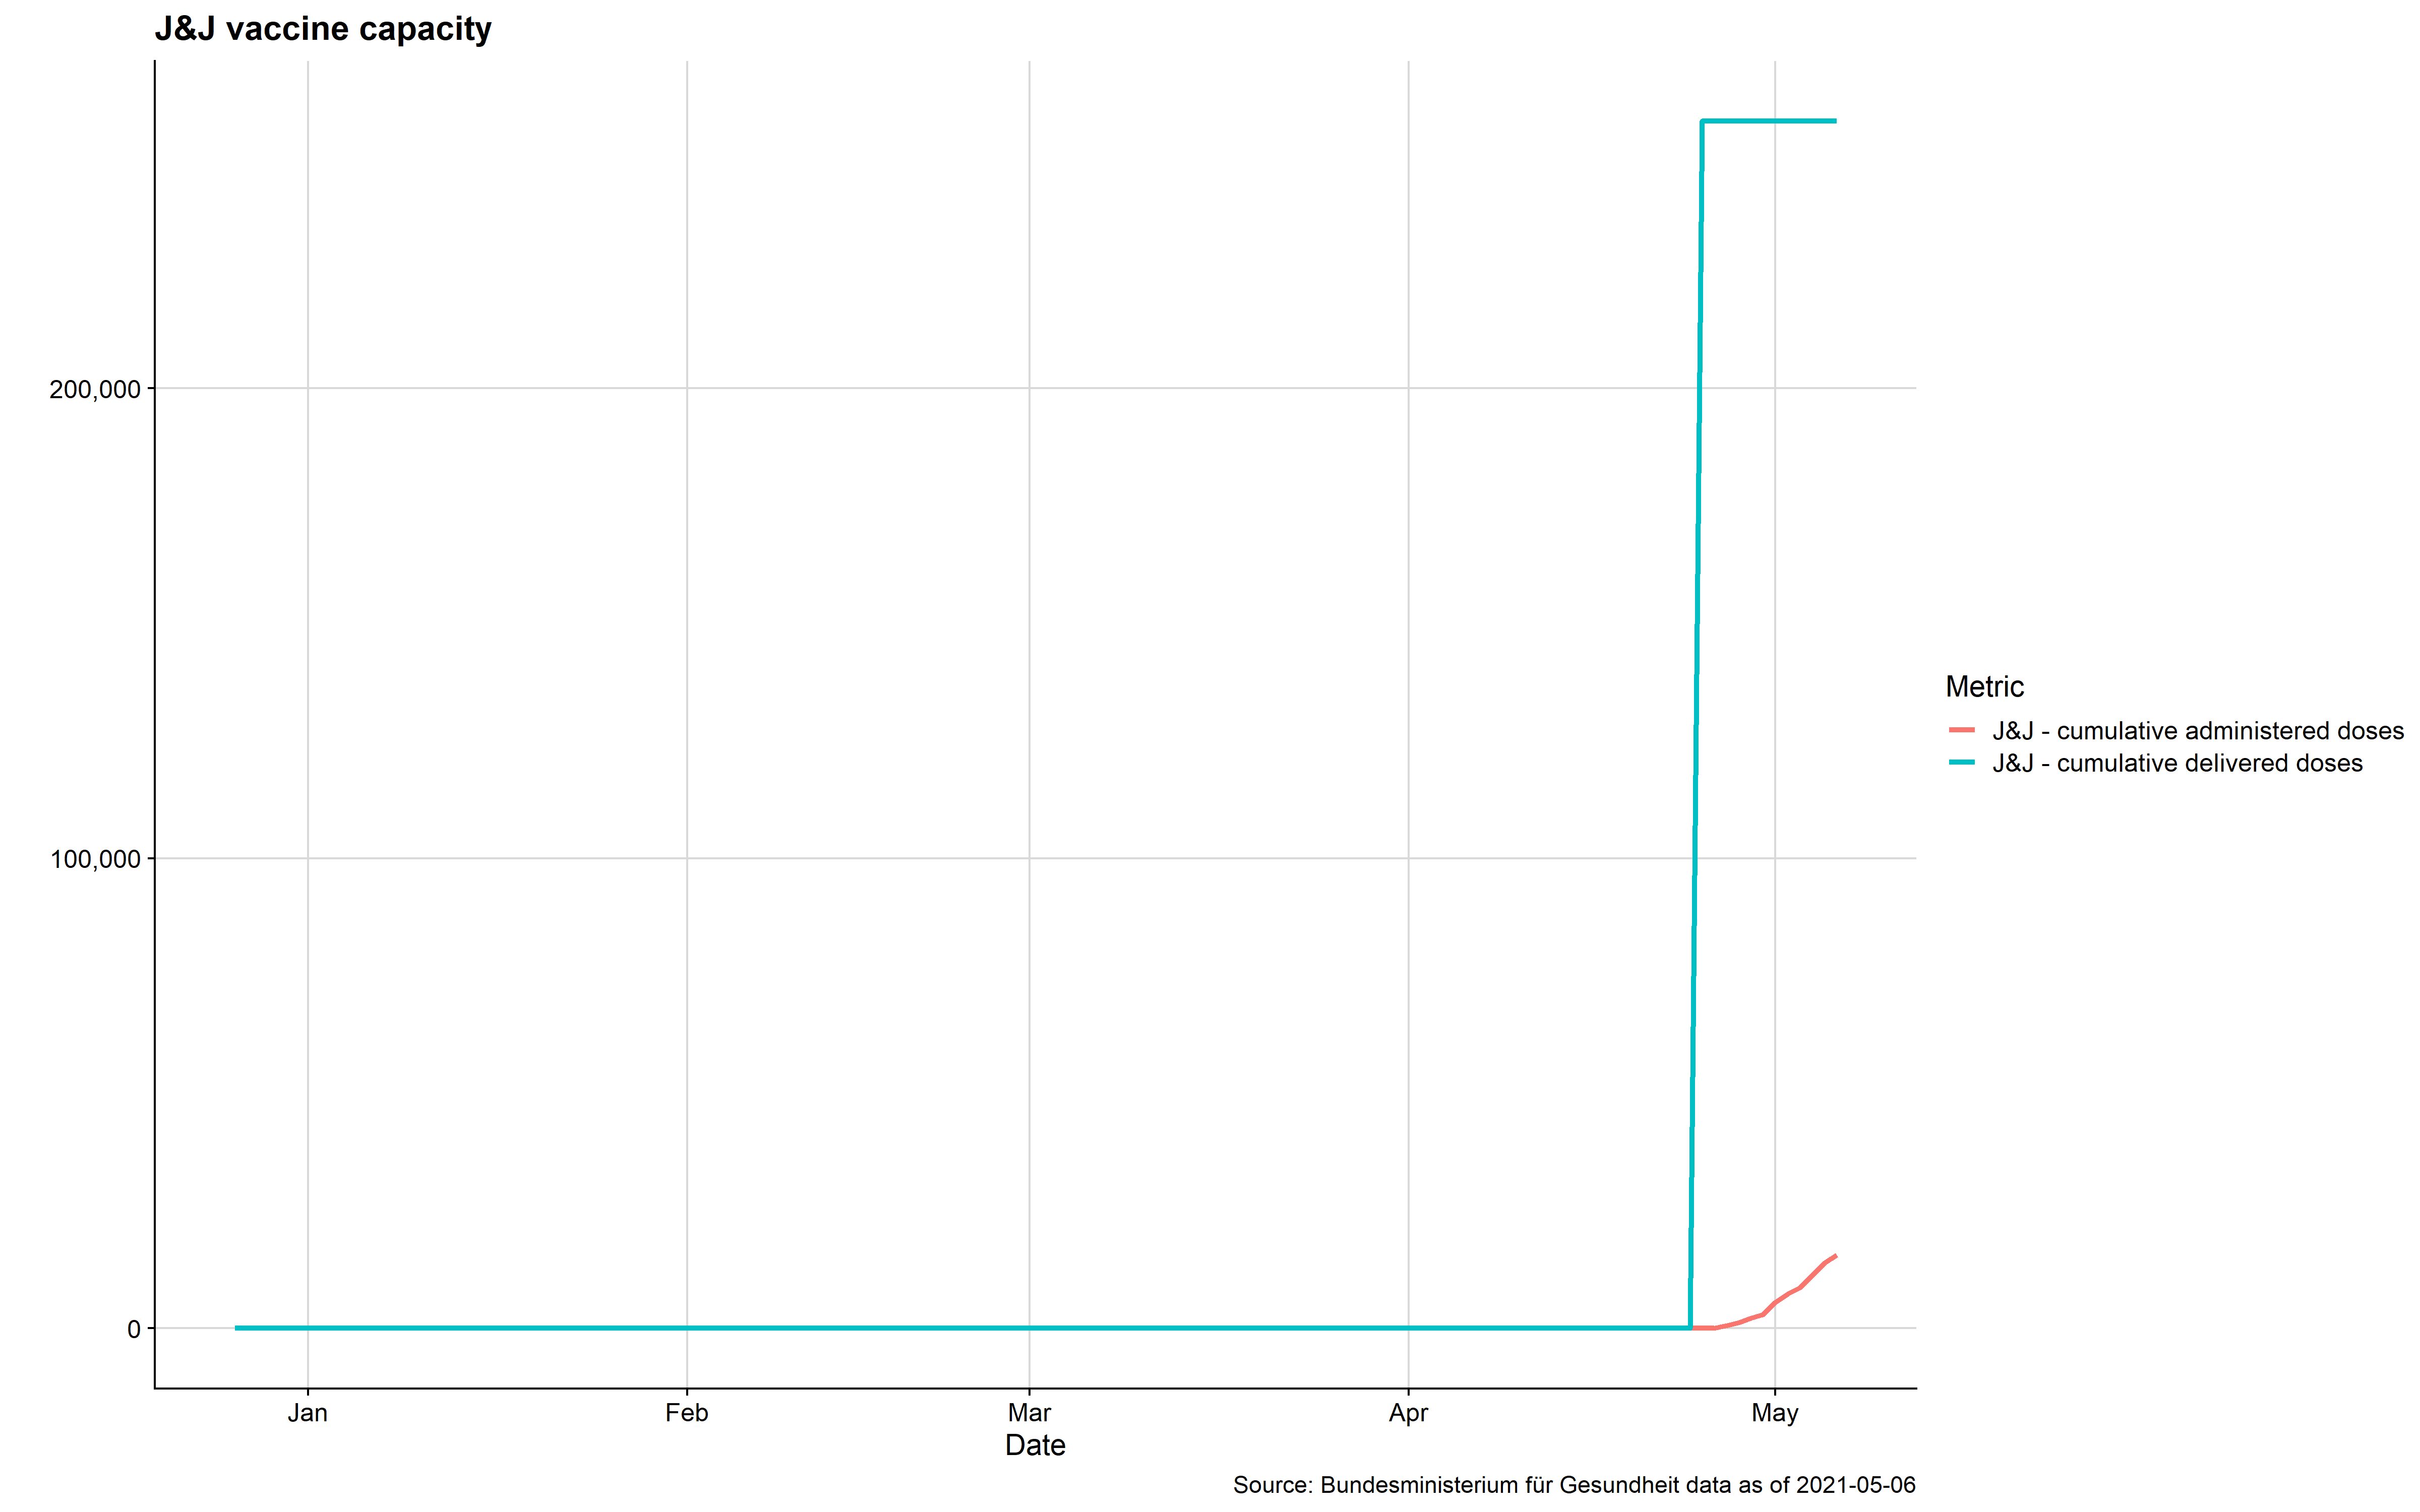 J&J vaccine capacity
200,000
100,000
0
Jan Feb Mar Apr May
Date
Metric
J&J - cumulative administered doses
J&J - cumulative delivered doses
Source: Bundesministerium für Gesundheit data as of 2021-05-06